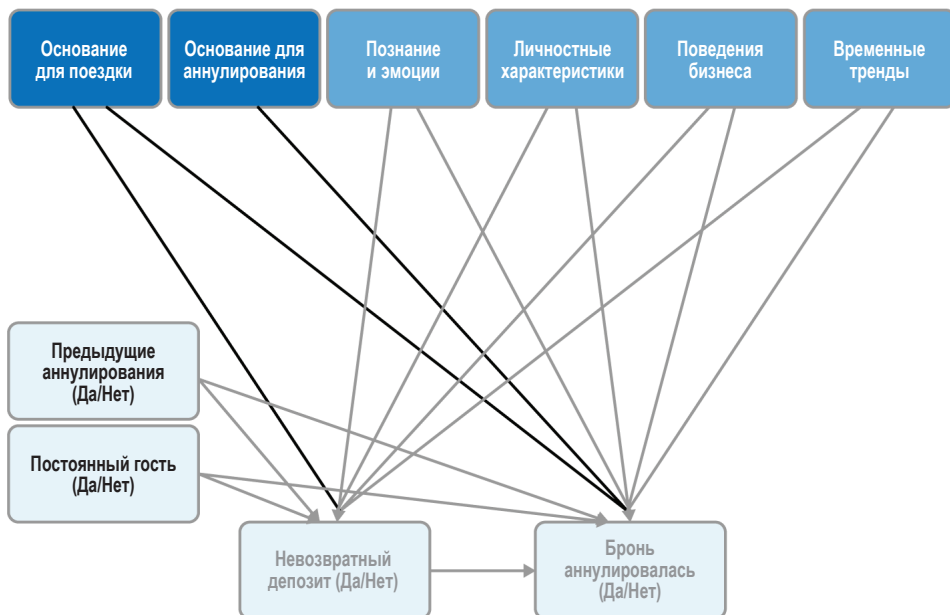 Основание
для поездки
Основание для
аннулирования
Познание
и эмоции
Личностные
характеристики
Поведения
бизнеса
Временные
тренды
Предыдущие
аннулирования
(Да/Нет)
Постоянный гость
(Да/Нет)
Невозвратный
депозит (Да/Нет)
Бронь
аннулировалась
(Да/Нет)